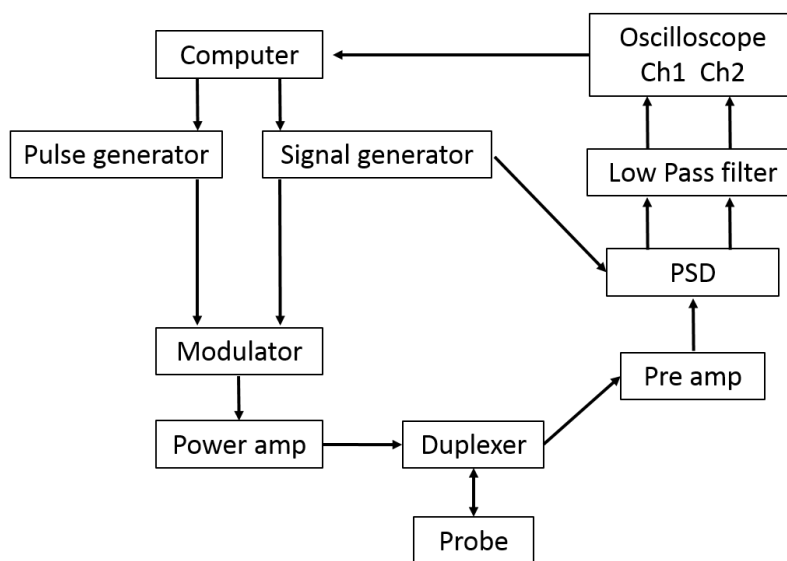 Computer
Oscilloscope
Ch1 Ch2
Pulse generator
Signal generator
Low Pass filter
PSD
Modulator
Pre amp
Power amp
Duplexer
Probe